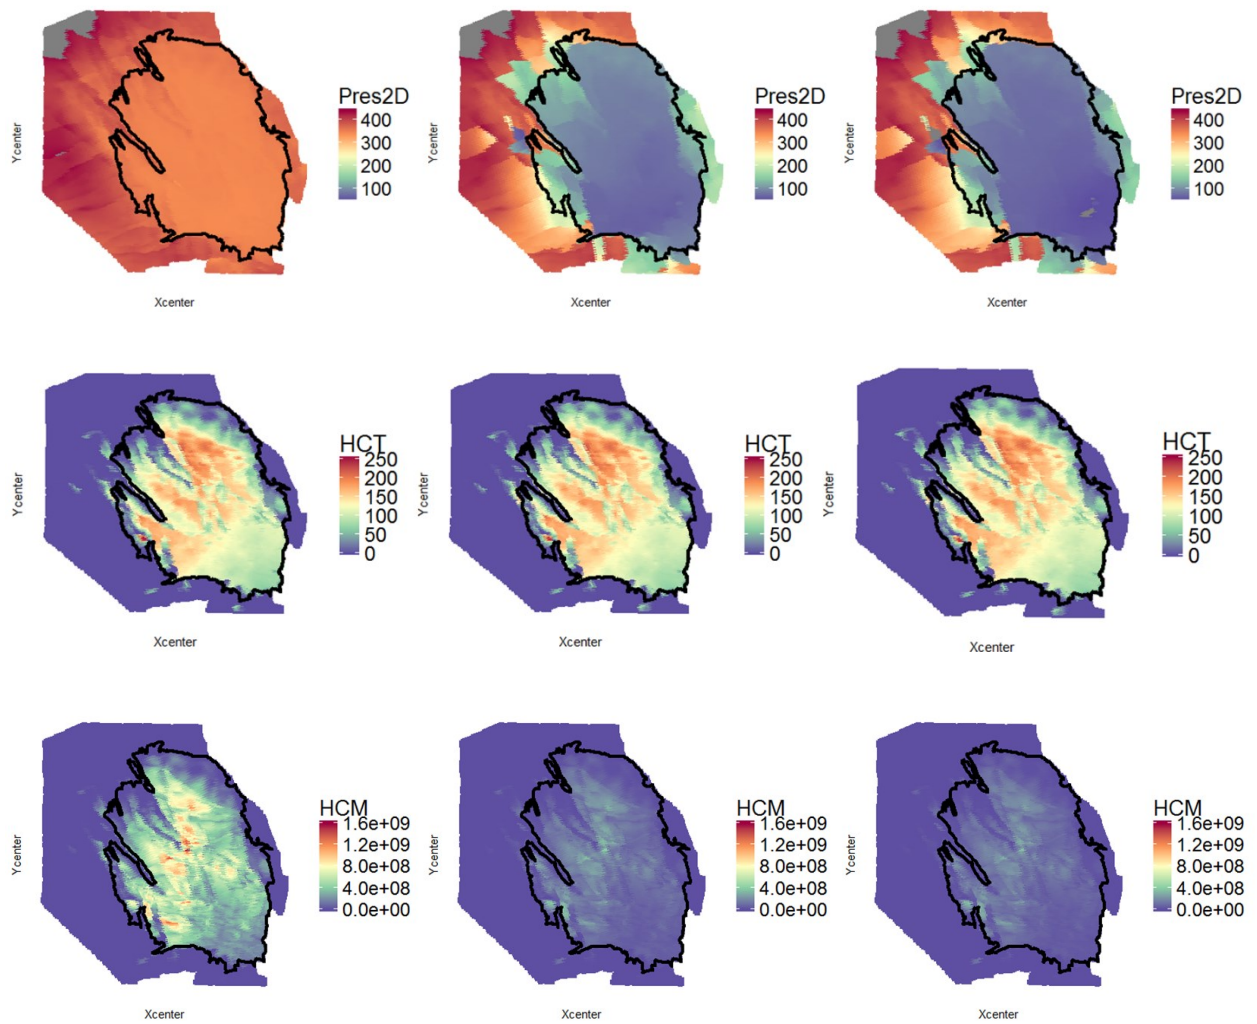 Pres2D
400
300
200
100
Ycenter
Xcenter
Pres2D
400
300
200
100
Ycenter
Xcenter
Pres2D
400
300
200
100
Ycenter
Xcenter
HCT
250
200
150
100
50
0
Ycenter
Xcenter
HCT
250
200
150
100
50
0
Ycenter
Xcenter
HCT
250
200
150
100
50
0
Ycenter
Xcenter
HCM
1.6e+09
1.2e+09
8.0e+08
4.0e+08
0.0e+00
Ycenter
Xcenter
HCM
1.6e+09
1.2e+09
8.0e+08
4.0e+08
0.0e+00
Ycenter
Xcenter
HCM
1.6e+09
1.2e+09
8.0e+08
4.0e+08
0.0e+00
Ycenter
Xcenter